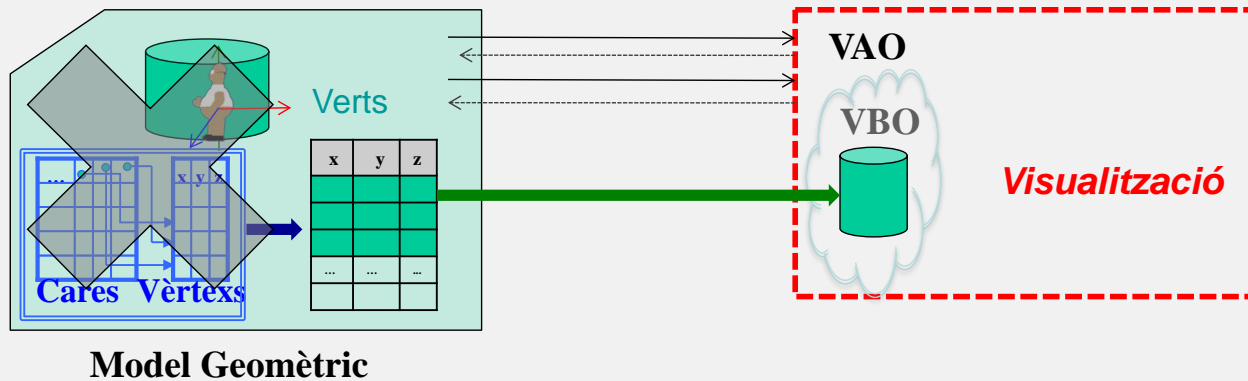 VAO
Verts
VBO
x y z
... x y z
Visualització
... ... ...
Cares Vèrtexs
Model Geomètric